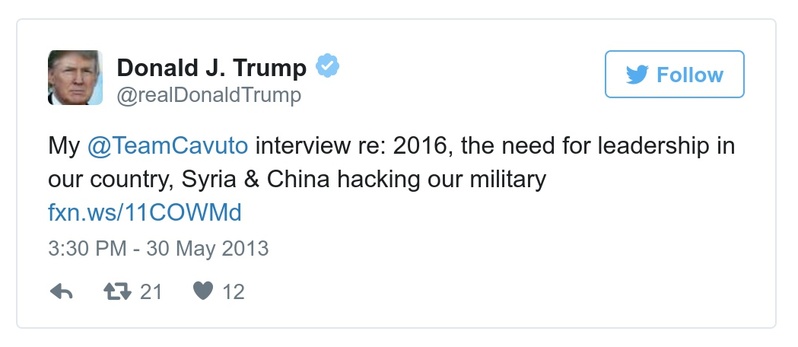 Donald J. Trump
@realDonaldTrump
Follow
My @TeamCavuto interview re: 2016, the need for leadership in
our country, Syria & China hacking our military
fxn.ws/11COWMd
3:30 PM - 30 May 2013
21 12